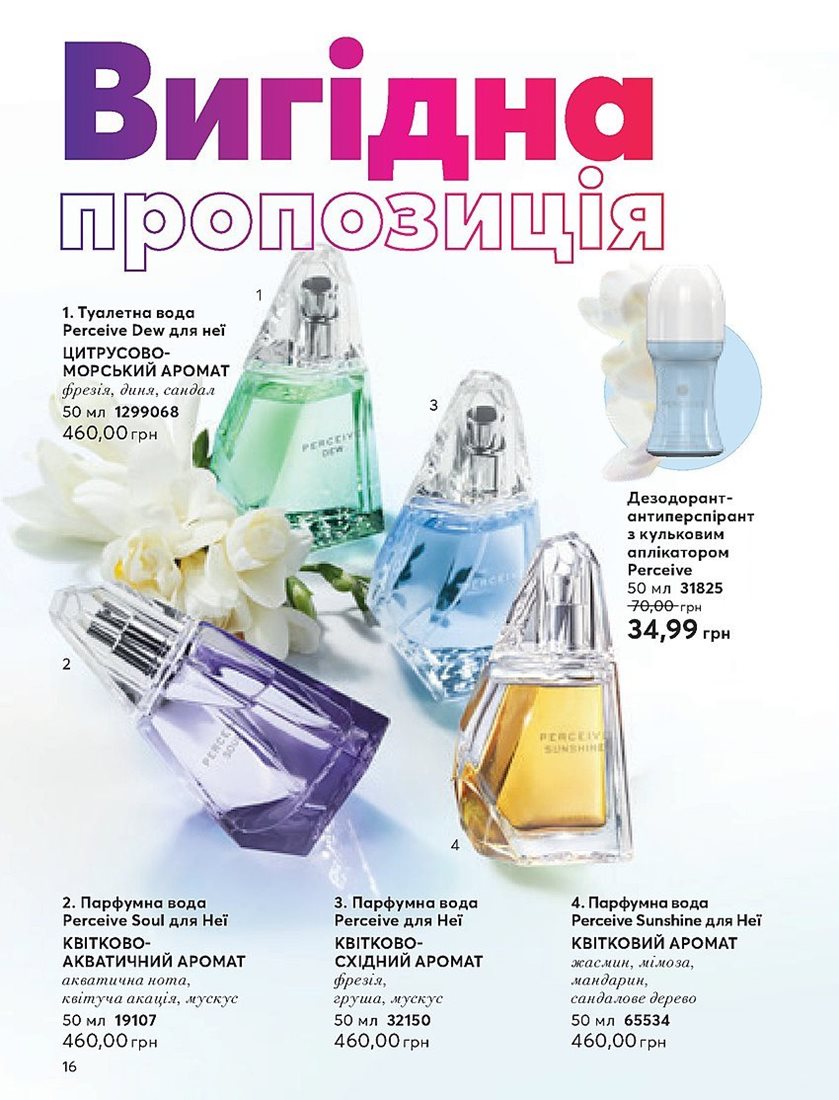 Вигідна
пропозиція
1
1. Туалетна вода
Perceive Dew для неї
ЦИТРУСОВО-
МОРСЬКИЙ АРОМАТ
фрезія, диня, сандал
50 мл 1299068
460,00 грн
PERCEIVE
DEW
3
PERCEIVE
PERCEIVE
Дезодорант-
антиперспірант
з кульковим
аплікатором
Perceive
50 мл 31825
70,00 грн
34,99 грн
2
PERCEIVE
SOUL
PERCEIVE
SUNSHINE
4
2. Парфумна вода
Perceive Soul для Неї
КВІТКОВО-
АКВАТИЧНИЙ АРОМАТ
акватична нота,
квітуча акація, мускус
50 мл 19107
460,00 грн
3. Парфумна вода
Perceive для Неї
КВІТКОВО-
СХІДНИЙ АРОМАТ
фрезія,
груша, мускус
50 мл 32150
460,00 грн
4. Парфумна вода
Perceive Sunshine для Неї
КВІТКОВИЙ АРОМАТ
жасмин, мімоза,
мандарин,
сандалове дерево
50 мл 65534
460,00 грн
16